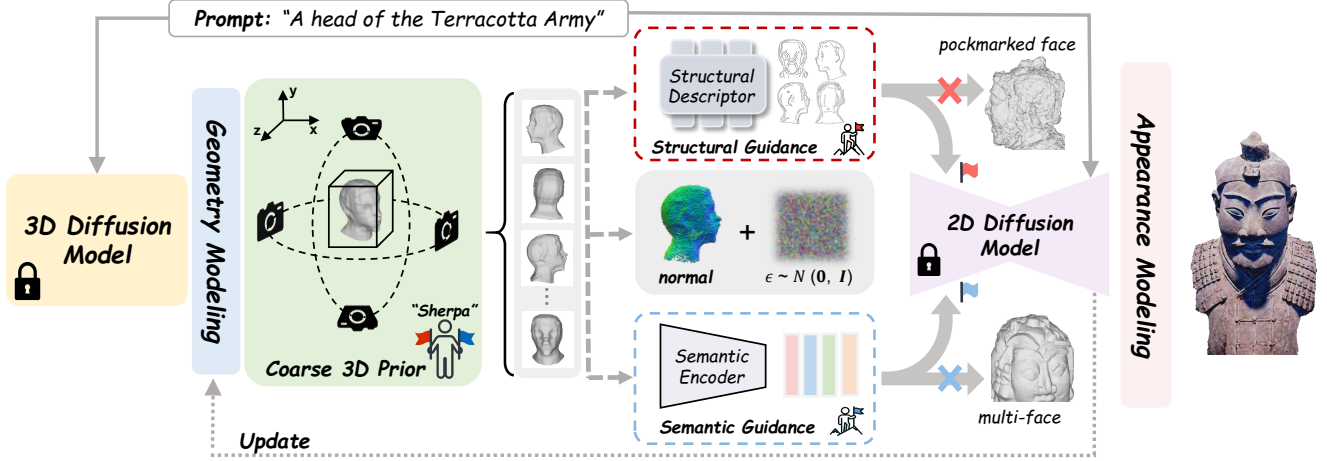 Prompt: “A head of the Terracotta Army”
3D Diffusion
Model
Geometry Modeling
y
x
z
“Sherpa”
Coarse 3D Prior
Structural
Descriptor
Structural Guidance
normal
+
ϵ ~ N (0, I)
Semantic
Encoder
Semantic Guidance
pockmarked face
2D Diffusion
Model
multi-face
Appearance Modeling
Update